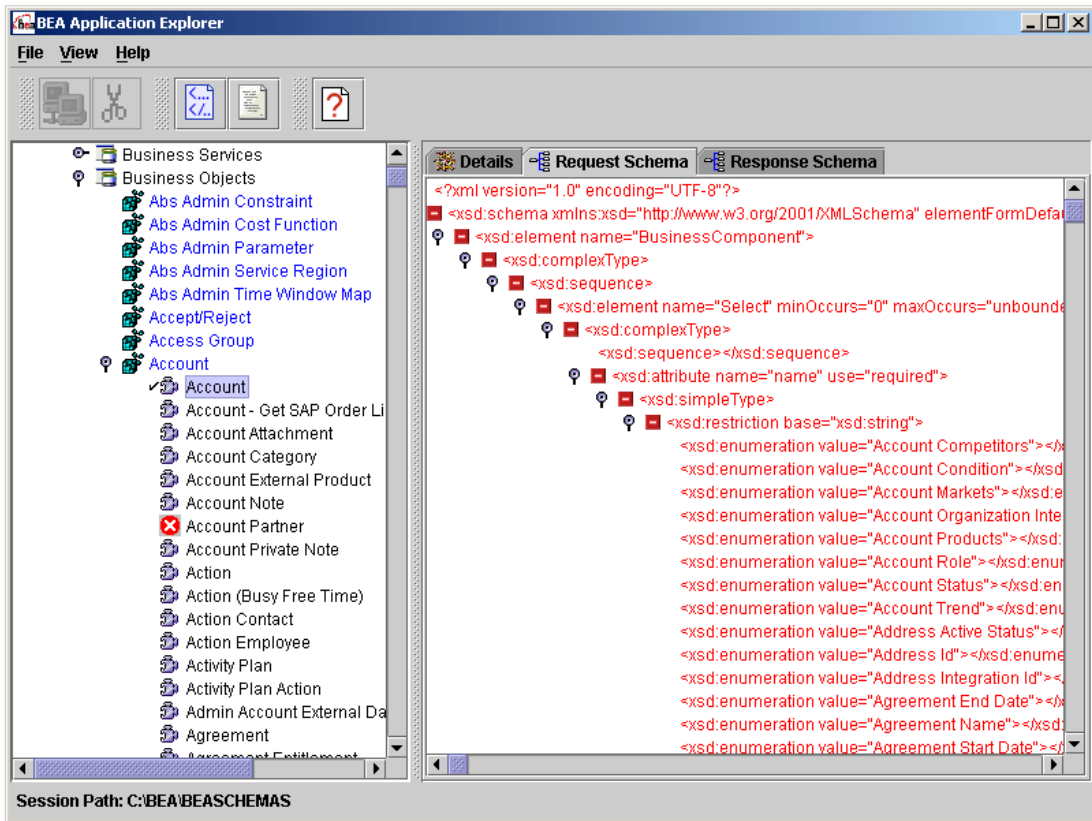 BEA Application Explorer
File View Help
Business Services
Business Objects
Abs Admin Constraint
Abs Admin Cost Function
Abs Admin Parameter
Abs Admin Service Region
Abs Admin Time Window Map
Accept/Reject
Access Group
Account
Account
Account - Get SAP Order Li
Account Attachment
Account Category
Account External Product
Account Note
Account Partner
Account Private Note
Action
Action (Busy Free Time)
Action Contact
Action Employee
Activity Plan
Activity Plan Action
Admin Account External Da
Agreement
Agreement Entitlement
Details Request Schema Response Schema
<?xml version="1.0" encoding="UTF-8"?>
<xsd:schema xmlns:xsd="http://www.w3.org/2001/XMLSchema" elementFormDefau
<xsd:element name="BusinessComponent">
<xsd:complexType>
<xsd:sequence>
<xsd:element name="Select" minOccurs="0" maxOccurs="unbounde
<xsd:complexType>
<xsd:sequence></xsd:sequence>
<xsd:attribute name="name" use="required">
<xsd:simpleType>
<xsd:restriction base="xsd:string">
<xsd:enumeration value="Account Competitors"></x
<xsd:enumeration value="Account Condition"></xsd
<xsd:enumeration value="Account Markets"></xsd:e
<xsd:enumeration value="Account Organization Inte
<xsd:enumeration value="Account Products"></xsd:
<xsd:enumeration value="Account Role"></xsd:enur
<xsd:enumeration value="Account Status"></xsd:en
<xsd:enumeration value="Account Trend"></xsd:enu
<xsd:enumeration value="Address Active Status"></
<xsd:enumeration value="Address Id"></xsd:enume
<xsd:enumeration value="Address Integration Id"><
<xsd:enumeration value="Agreement End Date"></x
<xsd:enumeration value="Agreement Name"></xsd:
<xsd:enumeration value="Agreement Start Date"></
Session Path: C:\BEA\BEASCHEMAS